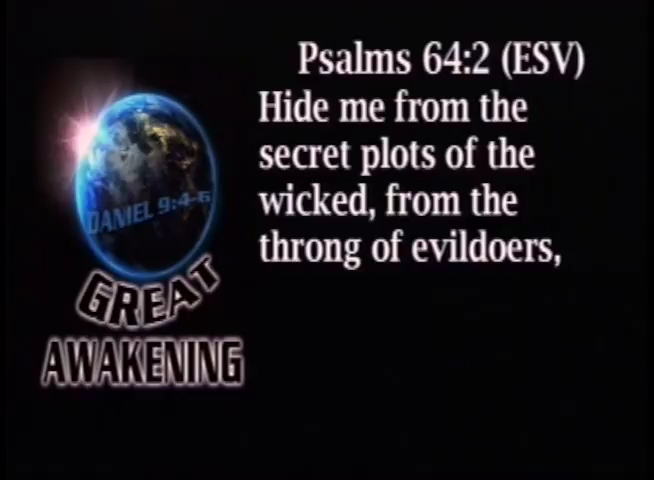 Psalms 64:2 (ESV)
Hide me from the
secret plots of the
wicked, from the
throng of evildoers,
DANIEL 9:4-6
GREAT
AWAKENING